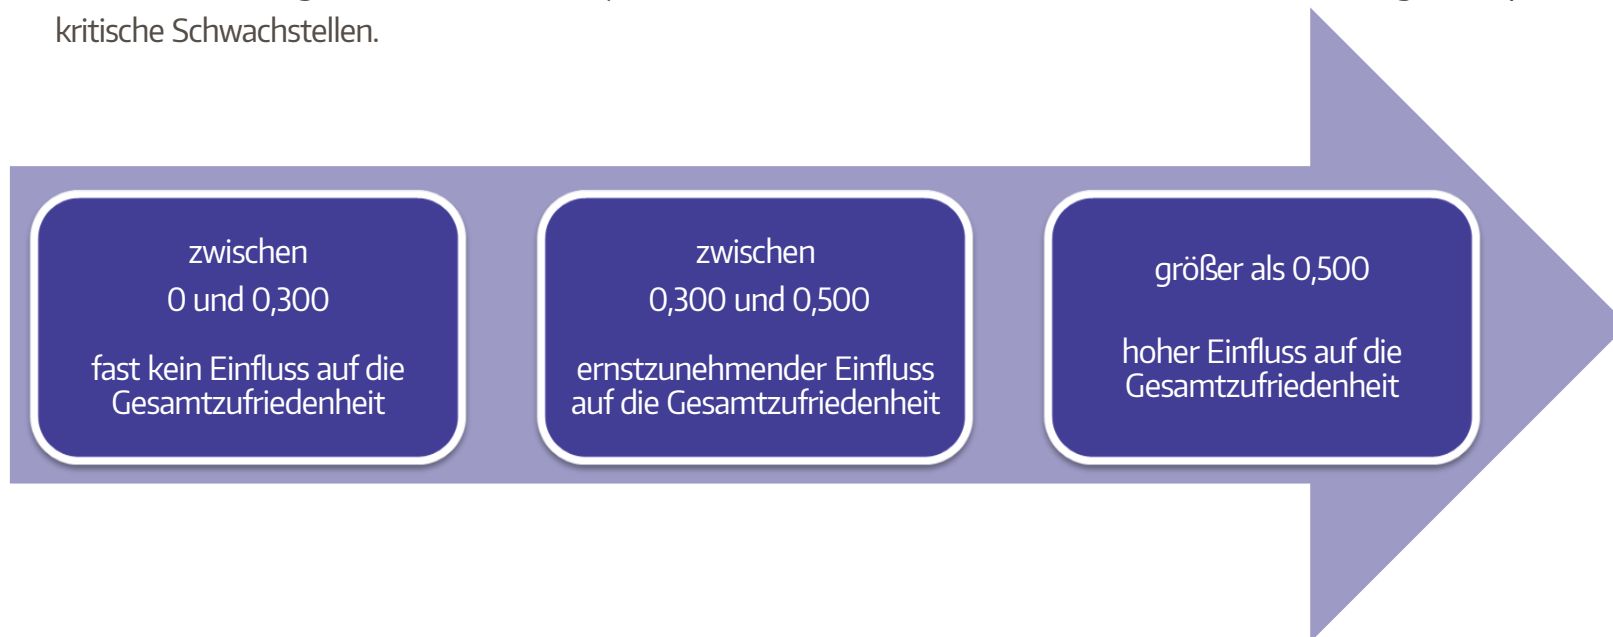 kritische Schwachstellen.
zwischen
0 und 0,300
fast kein Einfluss auf die
Gesamtzufriedenheit
zwischen
0,300 und 0,500
ernstzunehmender Einfluss
auf die Gesamtzufriedenheit
größer als 0,500
hoher Einfluss auf die
Gesamtzufriedenheit